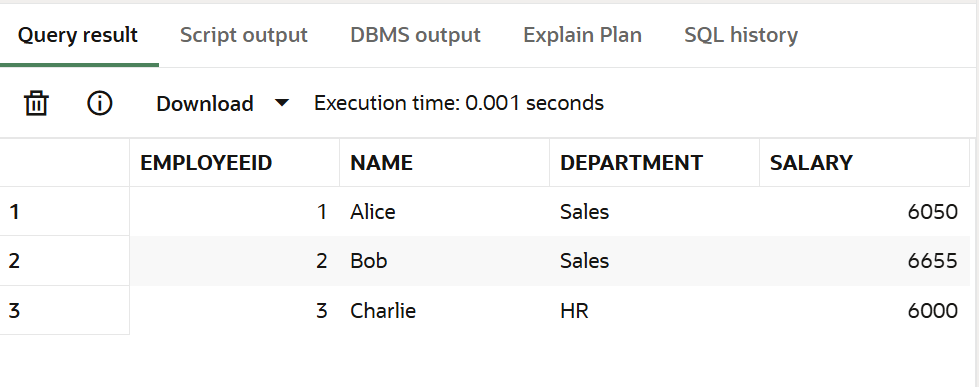 Query result Script output DBMS output Explain Plan SQL history
Download Execution time: 0.001 seconds
EMPLOYEEID NAME DEPARTMENT SALARY
1 1 Alice Sales 6050
2 2 Bob Sales 6655
3 3 Charlie HR 6000